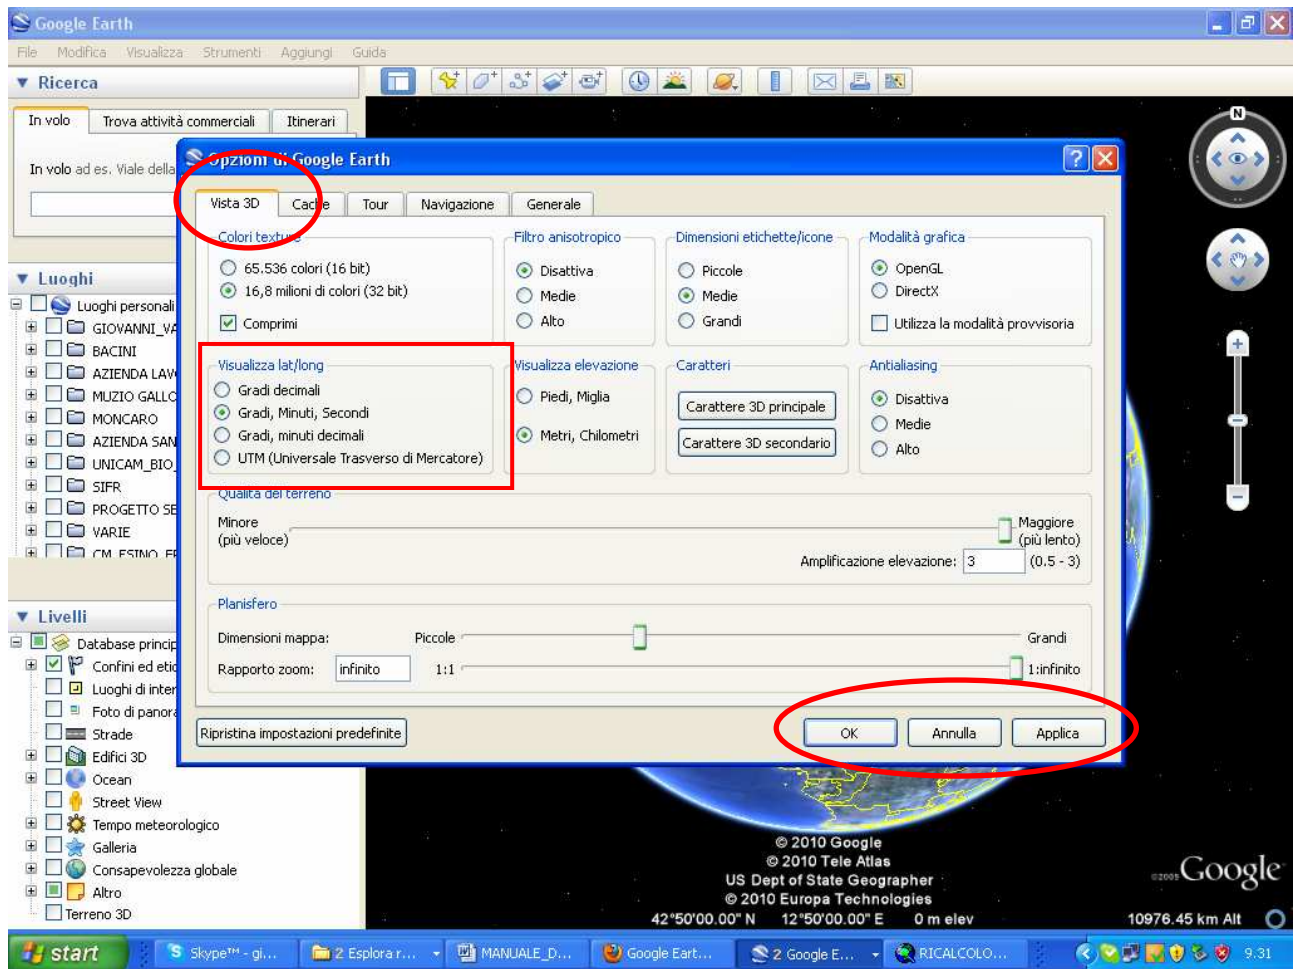 Google Earth
File Modifica Visualizza Strumenti Aggiungi Guida
Ricerca
In volo Trova attività commerciali Itinerari
In volo ad es. Viale della
N
Opzioni di Google Earth
Vista 3D Cache Tour Navigazione Generale
Colori texture
65.536 colori (16 bit)
16,8 milioni di colori (32 bit)
Comprimi
Filtro anisotropico
Disattiva
Medie
Alto
Dimensioni etichette/icone
Piccole
Medie
Grandi
Modalità grafica
OpenGL
DirectX
Utilizza la modalità provvisoria
Visualizza lat/long
Gradi decimali
Gradi, Minuti, Secondi
Gradi, minuti decimali
UTM (Universale Trasverso di Mercatore)
Visualizza elevazione
Piedi, Miglia
Metri, Chilometri
Caratteri
Carattere 3D principale
Carattere 3D secondario
Antialiasing
Disattiva
Medie
Alto
Qualità del terreno
Minore
(più veloce)
Maggiore
(più lento)
Amplificazione elevazione: 3 (0.5 - 3)
Planisfero
Dimensioni mappa: Piccole Grandi
Rapporto zoom: infinito 1:1 1:infinito
Ripristina impostazioni predefinite OK Annulla Applica
Luoghi
Luoghi personali
GIOVANNI_VA
BACINI
AZIENDA LAV
MUZIO GALLO
MONCARO
AZIENDA SAN
UNICAM_BIO_
SIFR
PROGETTO SE
VARIE
CM_ESINO_FR
Livelli
Database princip
Confini ed etic
Luoghi di inter
Foto di panora
Strade
Edifici 3D
Ocean
Street View
Tempo meteorologico
Galleria
Consapevolezza globale
Altro
Terreno 3D
© 2010 Google
© 2010 Tele Atlas
US Dept of State Geographer
© 2010 Europa Technologies
©2009 Google
42°50'00.00" N 12°50'00.00" E 0 m elev 10976.45 km Alt
start Skype™ - gi... 2 Esplora r... MANUALE_D... Google Eart... 2 Google E... RICALCOLO... 9.31